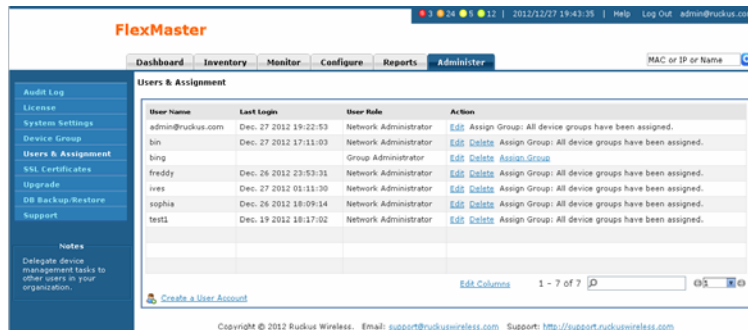 3 24 5 12 | 2012/12/27 19:43:35 | Help Log Out admin@ruckus.co
FlexMaster
Dashboard Inventory Monitor Configure Reports Administer MAC or IP or Name
Users & Assignment
Audit Log
License
System Settings
Device Group
Users & Assignment
SSL Certificates
Upgrade
DB Backup/Restore
Support
Notes
Delegate device
management tasks to
other users in your
organization.
User Name Last Login User Role Action
admin@ruckus.com Dec. 27 2012 19:22:53 Network Administrator Edit Assign Group: All device groups have been assigned.
bin Dec. 27 2012 17:11:03 Network Administrator Edit Delete Assign Group: All device groups have been assigned.
bing Group Administrator Edit Delete Assign Group
freddy Dec. 26 2012 23:53:31 Network Administrator Edit Delete Assign Group: All device groups have been assigned.
ives Dec. 27 2012 01:11:30 Network Administrator Edit Delete Assign Group: All device groups have been assigned.
sophia Dec. 26 2012 18:09:14 Network Administrator Edit Delete Assign Group: All device groups have been assigned.
test1 Dec. 19 2012 18:17:02 Network Administrator Edit Delete Assign Group: All device groups have been assigned.
Edit Columns 1 - 7 of 7 1
Create a User Account
Copyright © 2012 Ruckus Wireless. Email: support@ruckuswireless.com Support: http://support.ruckuswireless.com